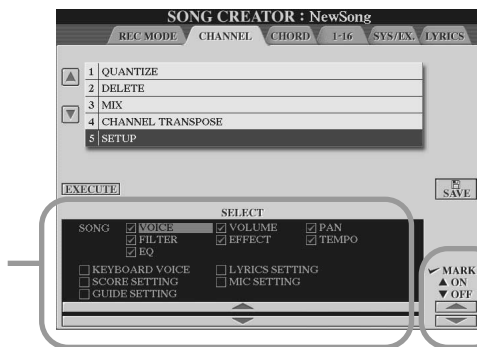 SONG CREATOR : NewSong
REC MODE CHANNEL CHORD 1-16 SYS/EX. LYRICS
1 QUANTIZE
2 DELETE
3 MIX
4 CHANNEL TRANSPOSE
5 SETUP
EXECUTE
SAVE
SELECT
SONG VOICE VOLUME PAN
FILTER EFFECT TEMPO
EQ
KEYBOARD VOICE LYRICS SETTING
SCORE SETTING MIC SETTING
GUIDE SETTING
MARK
▲ ON
▼ OFF